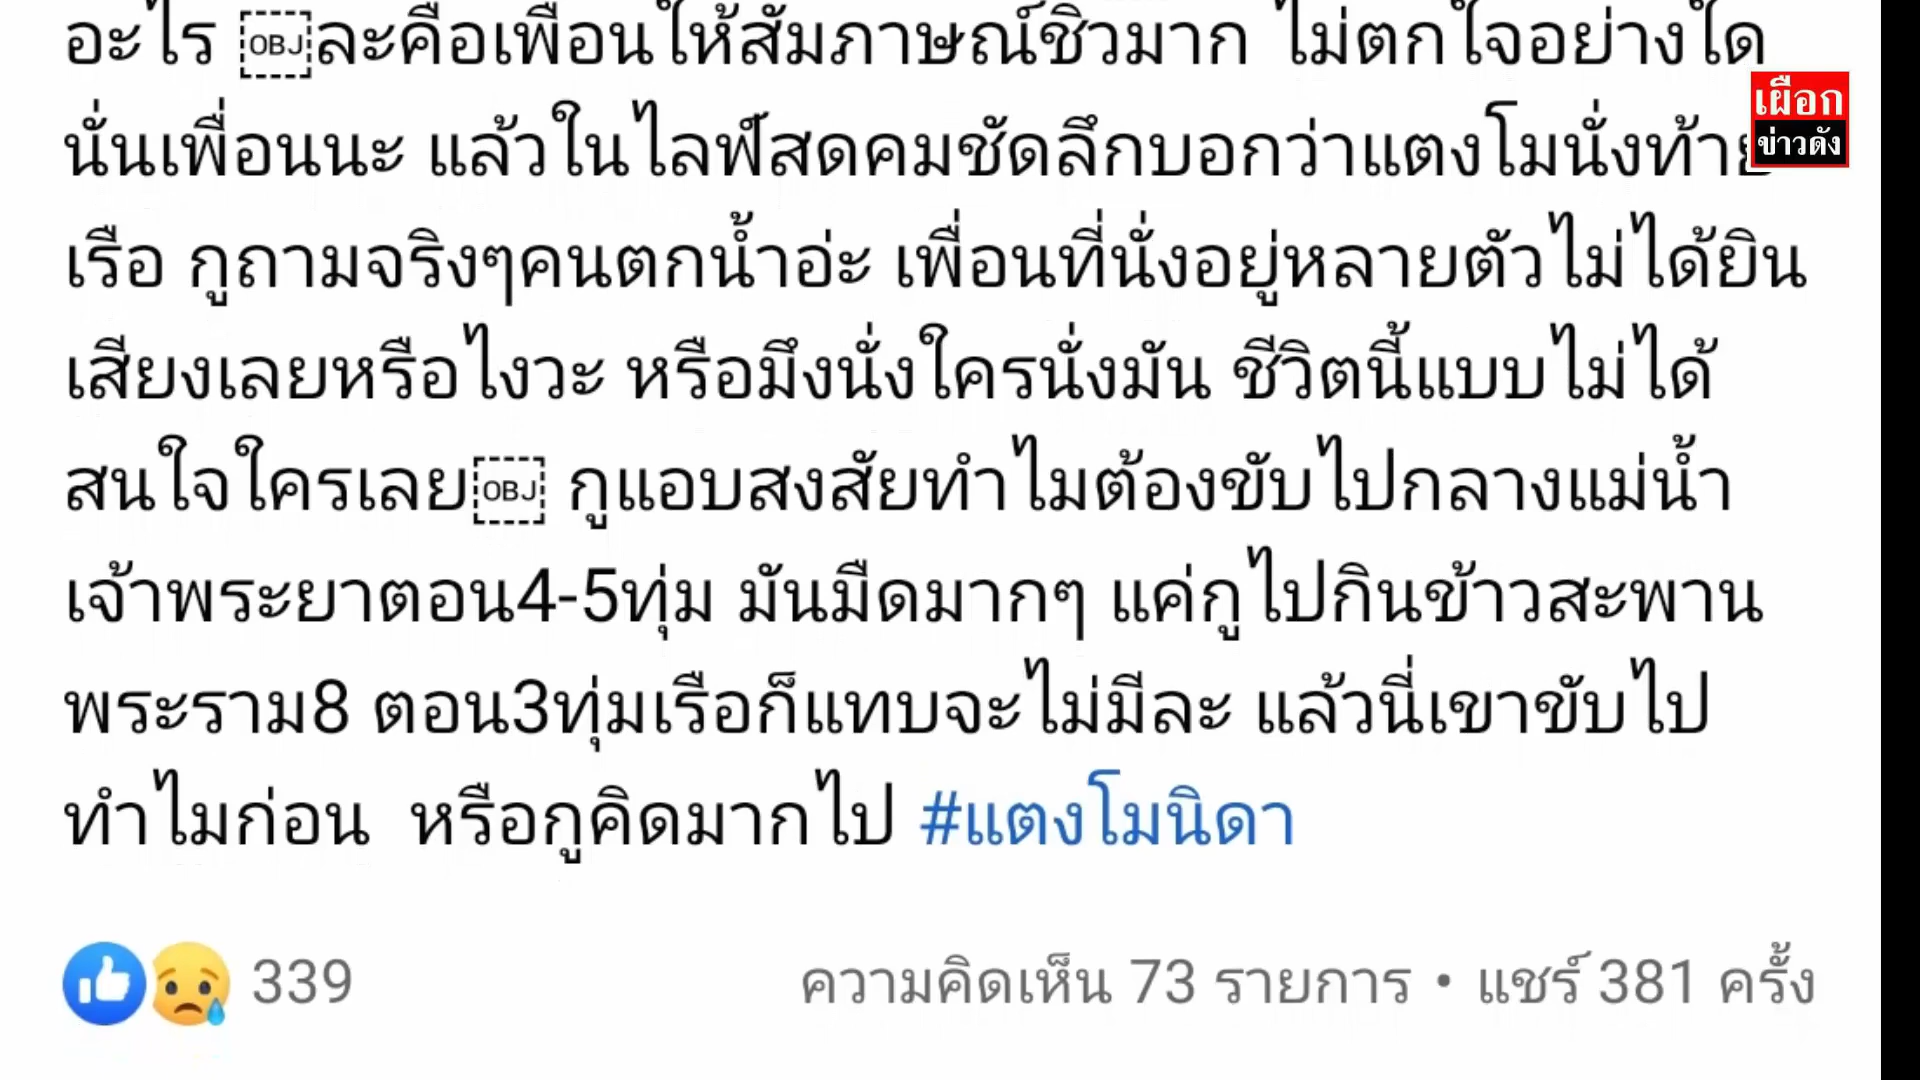 อะไร OBJละคือเพื่อนให้สัมภาษณ์ชิวมาก ไม่ตกใจอย่างใด
เผือก
ข่าวดัง
นั่นเพื่อนนะ แล้วในไลฟ์สดคมชัดลึกบอกว่าแตงโมนั่งท้าย
เรือ กูถามจริงๆคนตกน้ำอ่ะ เพื่อนที่นั่งอยู่หลายตัวไม่ได้ยิน
เสียงเลยหรือไงวะ หรือมึงนั่งใครนั่งมัน ชีวิตนี้แบบไม่ได้
สนใจใครเลยOBJ กูแอบสงสัยทำไมต้องขับไปกลางแม่น้ำ
เจ้าพระยาตอน4-5ทุ่ม มันมืดมากๆ แค่กูไปกินข้าวสะพาน
พระราม8 ตอน3ทุ่มเรือก็แทบจะไม่มีละ แล้วนี่เขาขับไป
ทำไมก่อน หรือกูคิดมากไป #แตงโมนิดา
339
ความคิดเห็น 73 รายการ • แชร์ 381 ครั้ง